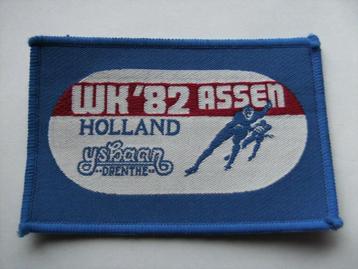 WK '82 ASSEN
HOLLAND
ysbaan
DRENTHE